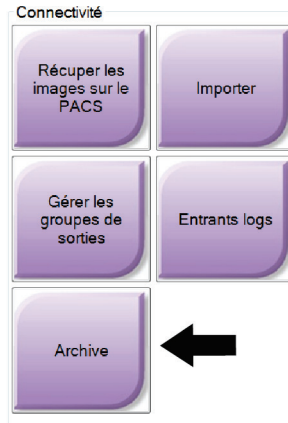 Connectivité
Récuper les
images sur le
PACS
Importer
Gérer les
groupes de
sorties
Entrants logs
Archive